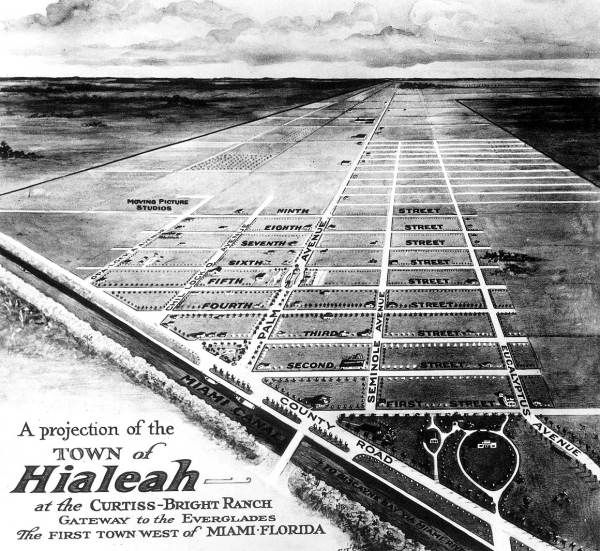 MOVING PICTURE
STUDIOS
NINTH STREET
EIGHTH STREET
SEVENTH STREET
SIXTH STREET
FIFTH STREET
FOURTH STREET
THIRD STREET
SECOND STREET
FIRST STREET
PALM AVENUE
SEMINOLE AVENUE
EUCALYPTUS AVENUE
COUNTY ROAD
MIAMI CANAL
A projection of the
TOWN of
Hialeah
at the CURTISS-BRIGHT RANCH
GATEWAY to the EVERGLADES
The FIRST TOWN WEST of MIAMI·FLORIDA